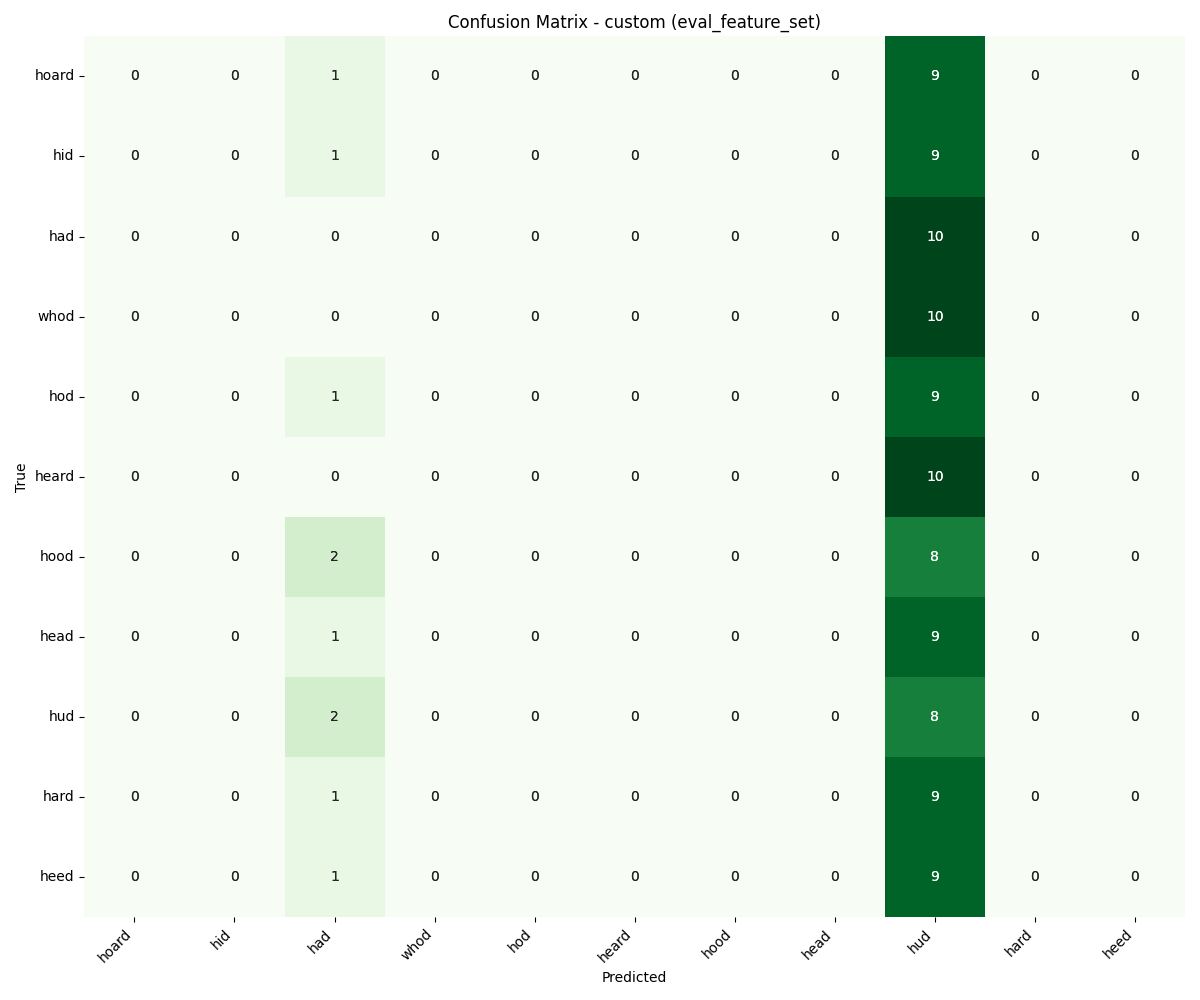 Confusion Matrix - custom (eval_feature_set)
hoard 0 0 1 0 0 0 0 0 9 0 0
hid 0 0 1 0 0 0 0 0 9 0 0
had 0 0 0 0 0 0 0 0 10 0 0
whod 0 0 0 0 0 0 0 0 10 0 0
hod 0 0 1 0 0 0 0 0 9 0 0
heard 0 0 0 0 0 0 0 0 10 0 0
hood 0 0 2 0 0 0 0 0 8 0 0
head 0 0 1 0 0 0 0 0 9 0 0
hud 0 0 2 0 0 0 0 0 8 0 0
hard 0 0 1 0 0 0 0 0 9 0 0
heed 0 0 1 0 0 0 0 0 9 0 0
True
hoard hid had whod hod heard hood head hud hard heed
Predicted